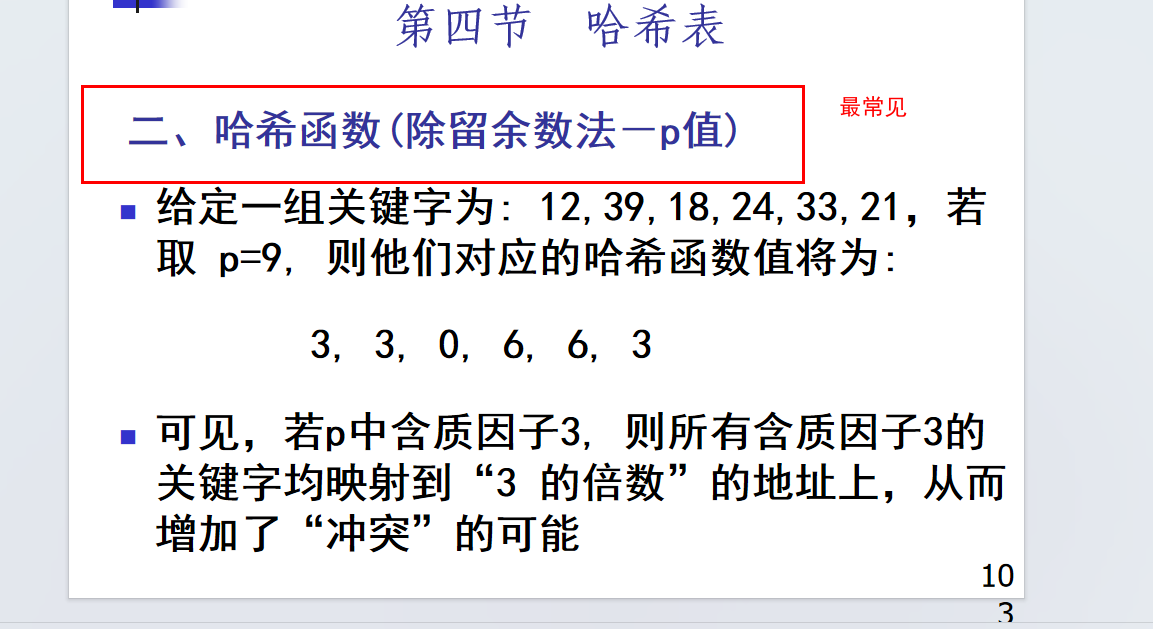 第四节 哈希表
二、哈希函数(除留余数法－p值)
最常见
给定一组关键字为: 12,39,18,24,33,21，若
取 p=9, 则他们对应的哈希函数值将为:
3, 3, 0, 6, 6, 3
可见，若p中含质因子3, 则所有含质因子3的
关键字均映射到“3 的倍数”的地址上，从而
增加了“冲突”的可能
10
3